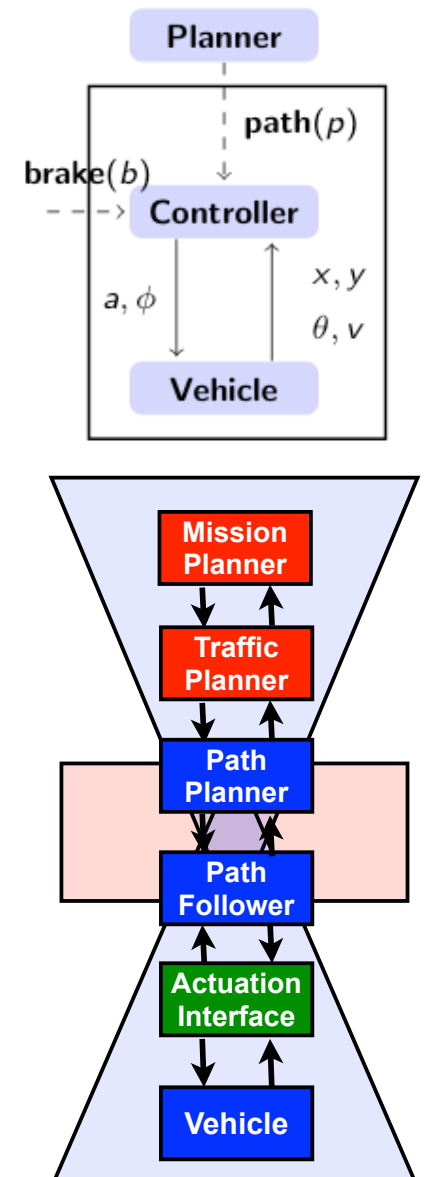 Planner
path(p)
brake(b)
Controller
a, ϕ
x, y
θ, v
Vehicle
Mission
Planner
Traffic
Planner
Path
Planner
Path
Follower
Actuation
Interface
Vehicle